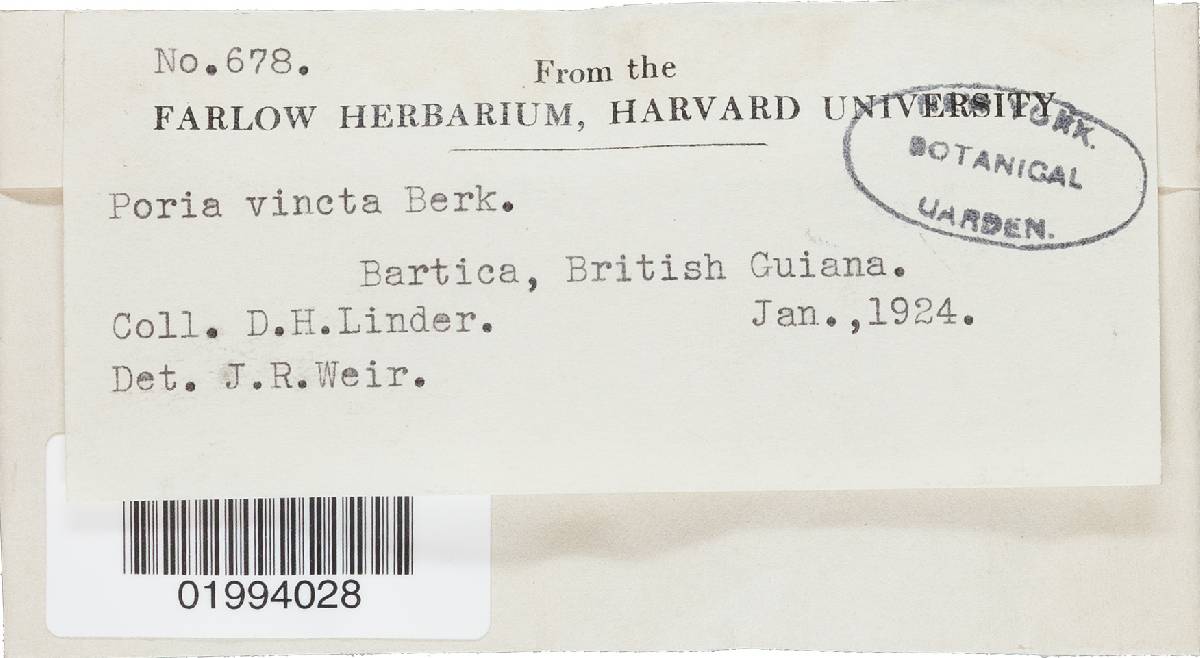 No.678.
From the
FARLOW HERBARIUM, HARVARD UNIVERSITY
YORK.
BOTANICAL
GARDEN.
Poria vincta Berk.
Bartica, British Guiana.
Coll. D.H.Linder. Jan.,1924.
Det. J.R.Weir.
01994028